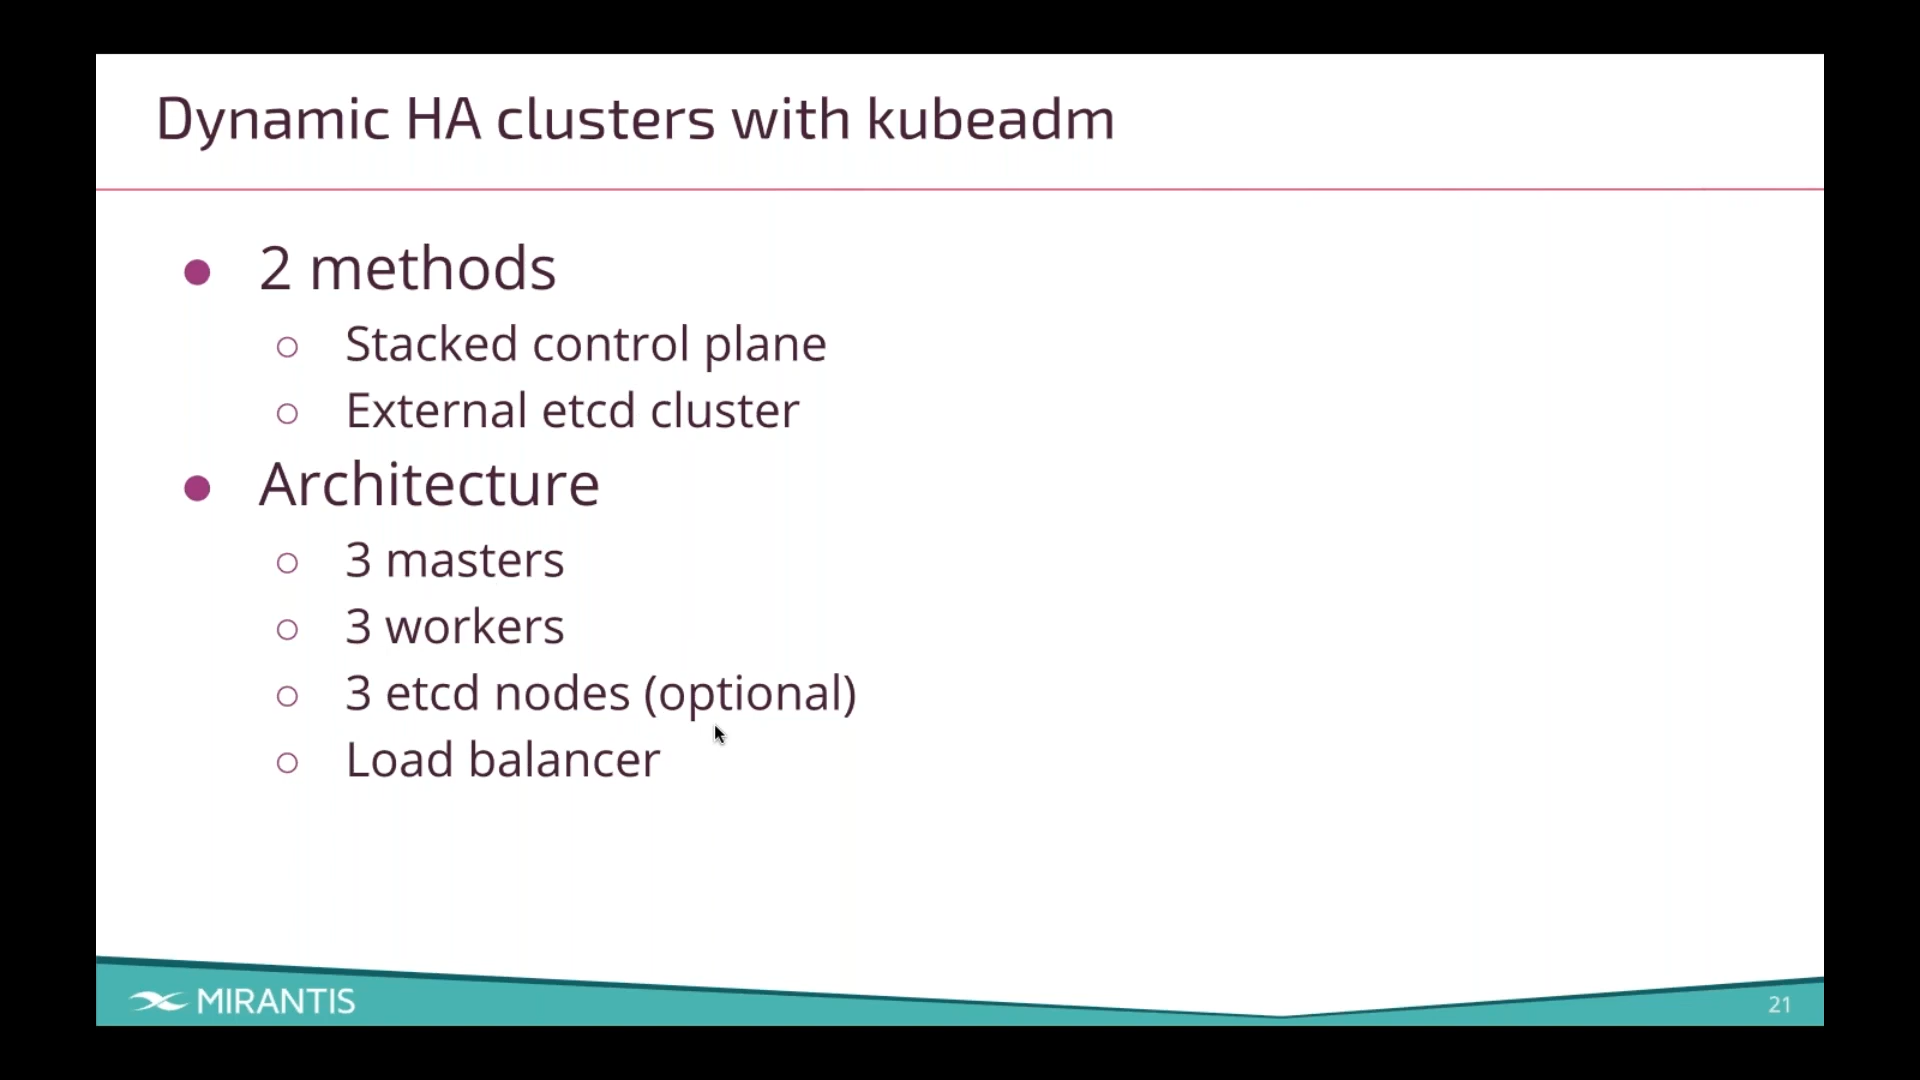 Dynamic HA clusters with kubeadm
● 2 methods
○ Stacked control plane
○ External etcd cluster
● Architecture
○ 3 masters
○ 3 workers
○ 3 etcd nodes (optional)
○ Load balancer
MIRANTIS
21